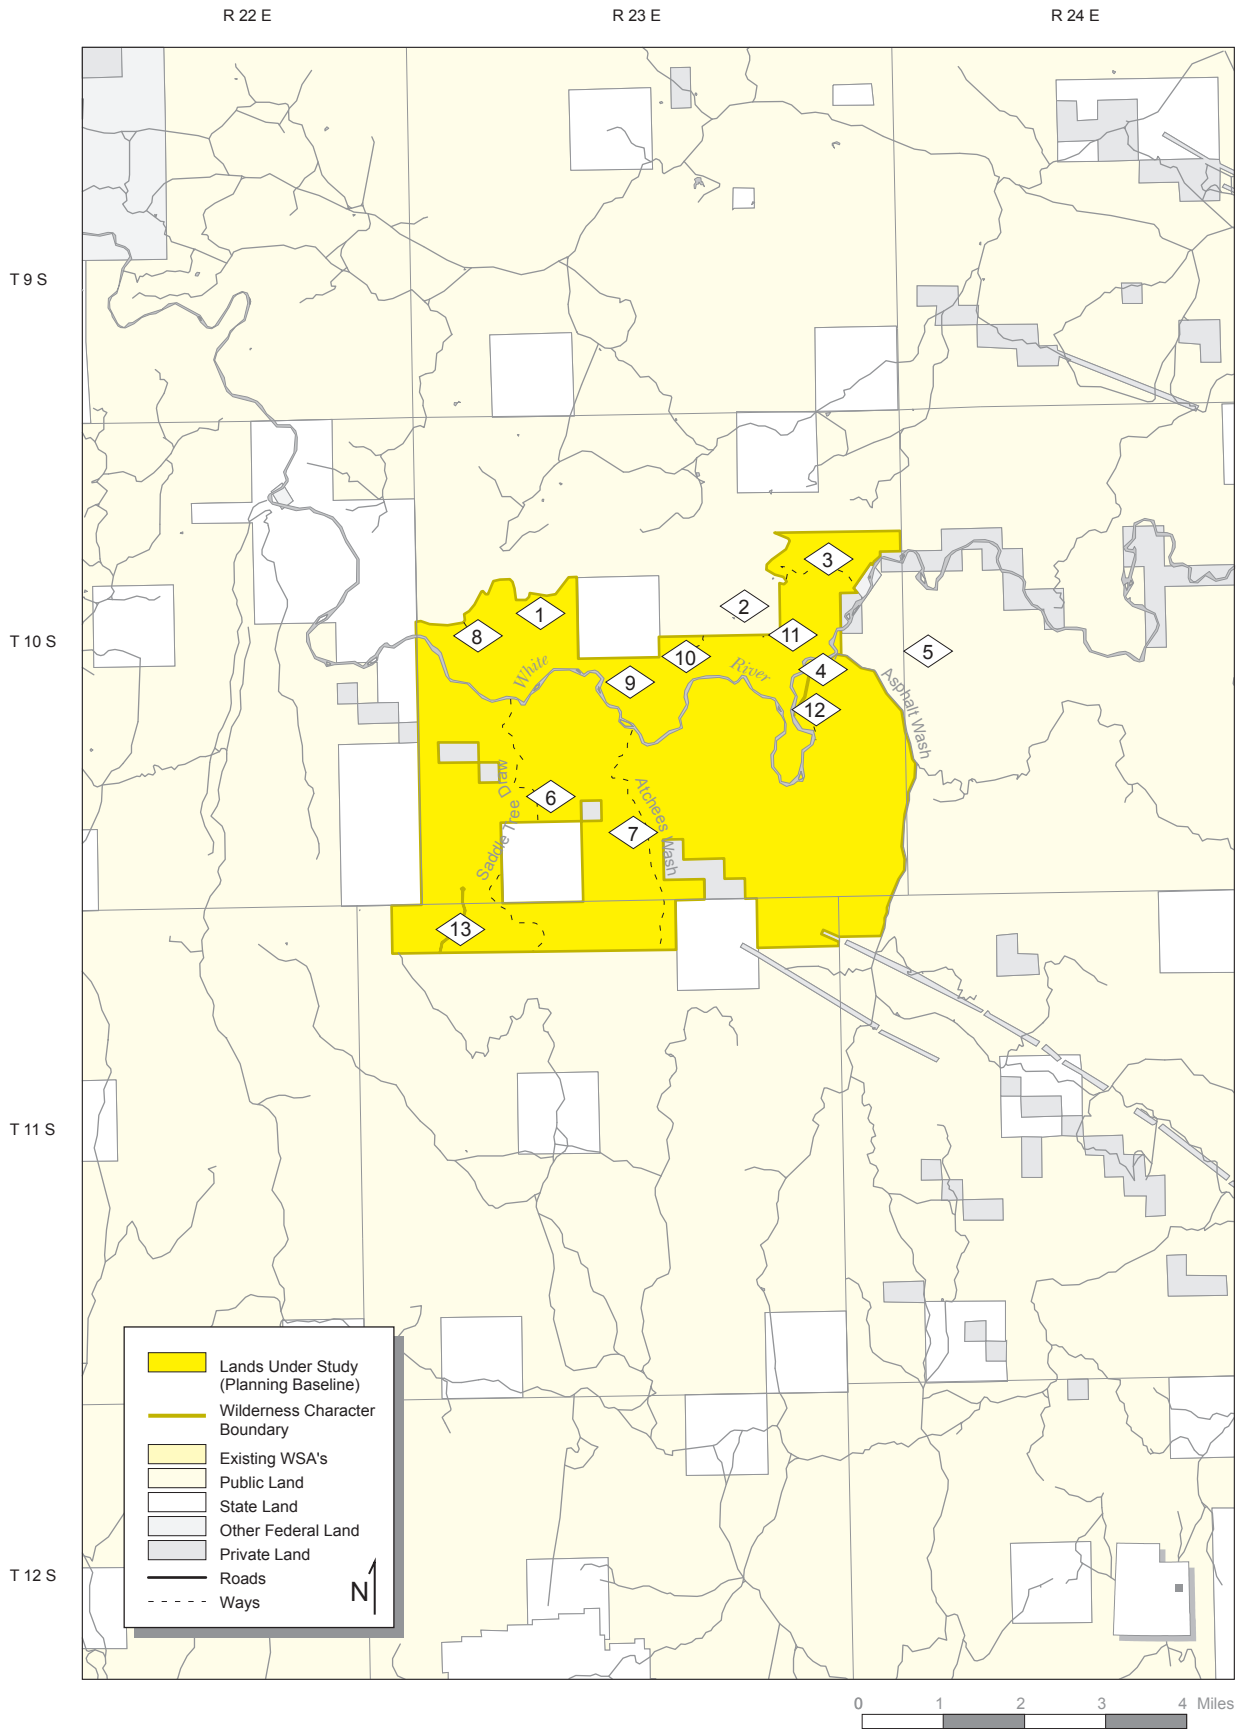 R 22 E
R 23 E
R 24 E
T 9 S
T 10 S
T 11 S
T 12 S
3
1
2
8
11
10
5
4
White
River
9
12
Asphalt Wash
Saddle Tree Draw
6
Atchees Wash
7
13
Lands Under Study
(Planning Baseline)
Wilderness Character
Boundary
Existing WSA's
Public Land
State Land
Other Federal Land
Private Land
Roads
Ways
N
0 1 2 3 4 Miles